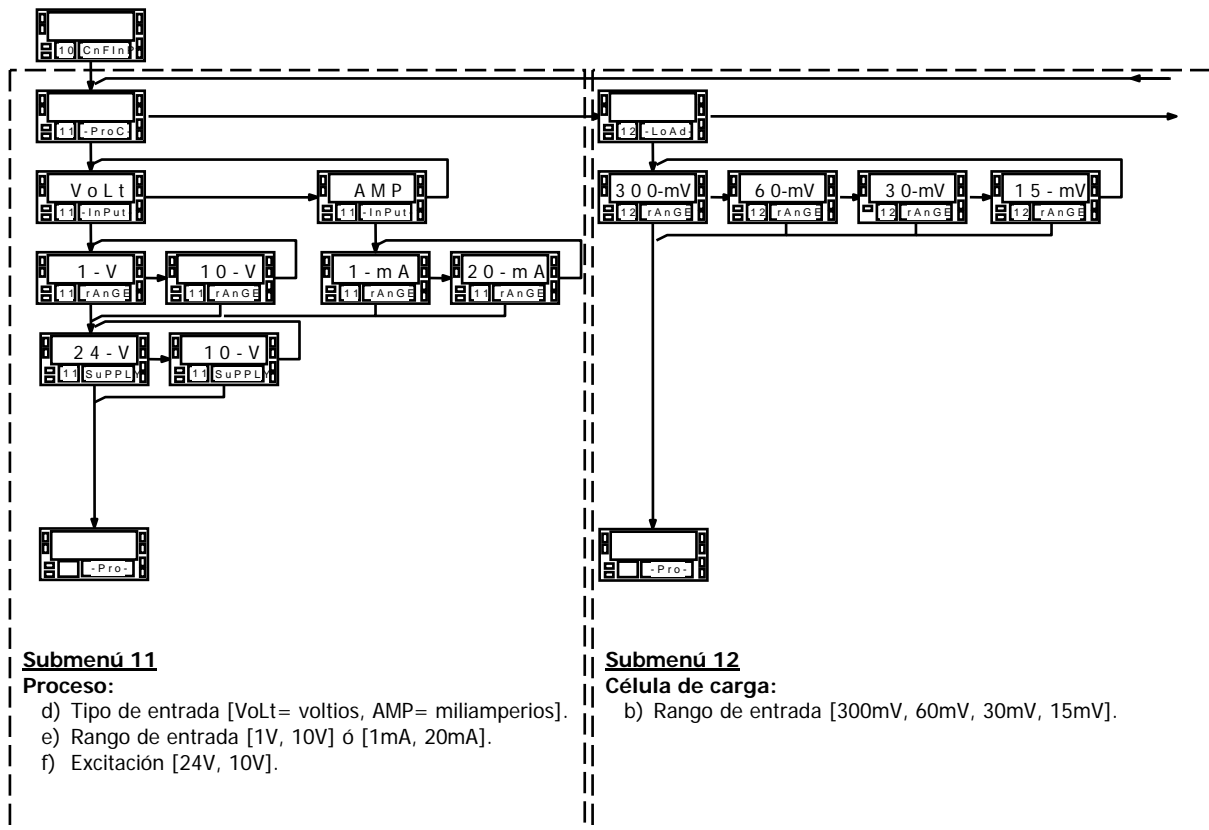 10 CnFInP
11 -ProC-
12 -LoAd-
VoLt
11 -InPut
AMP
11 -InPut
300-mV
12 rAnGE
60-mV
12 rAnGE
30-mV
12 rAnGE
15-mV
12 rAnGE
1-V
11 rAnGE
10-V
11 rAnGE
1-mA
11 rAnGE
20-mA
11 rAnGE
24-V
11 SuPPLY
10-V
11 SuPPLY
-Pro-
-Pro-
Submenú 11
Proceso:
d) Tipo de entrada [VoLt= voltios, AMP= miliamperios].
e) Rango de entrada [1V, 10V] ó [1mA, 20mA].
f) Excitación [24V, 10V].
Submenú 12
Célula de carga:
b) Rango de entrada [300mV, 60mV, 30mV, 15mV].